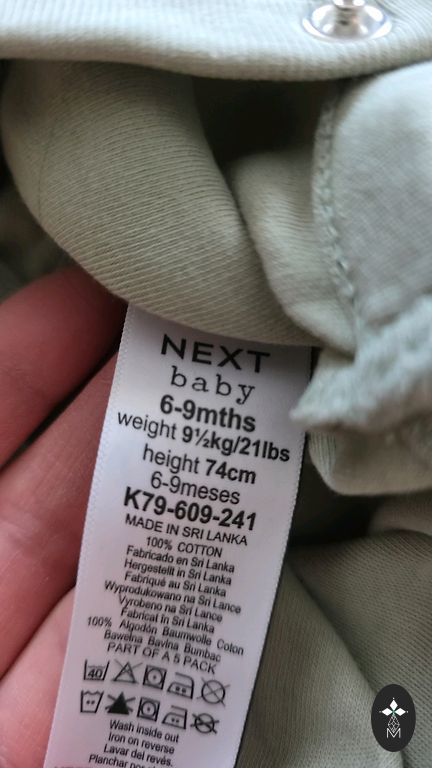 NEXT
baby
6-9mths
weight 9½kg/21lbs
height 74cm
6-9meses
K79-609-241
MADE IN SRI LANKA
100% COTTON
Fabricado en Sri Lanka
Hergestellt in Sri Lanka
Fabriqué au Sri Lanka
Wyprodukowano na Sri Lance
Vyrobeno na Sri Lance
Fabricat în Sri Lanka
100% Algodón Baumwolle Coton
Bawełna Bavlna Bumbac
PART OF A 5 PACK
40
Wash inside out
Iron on reverse
Lavar del revés.
Planchar por